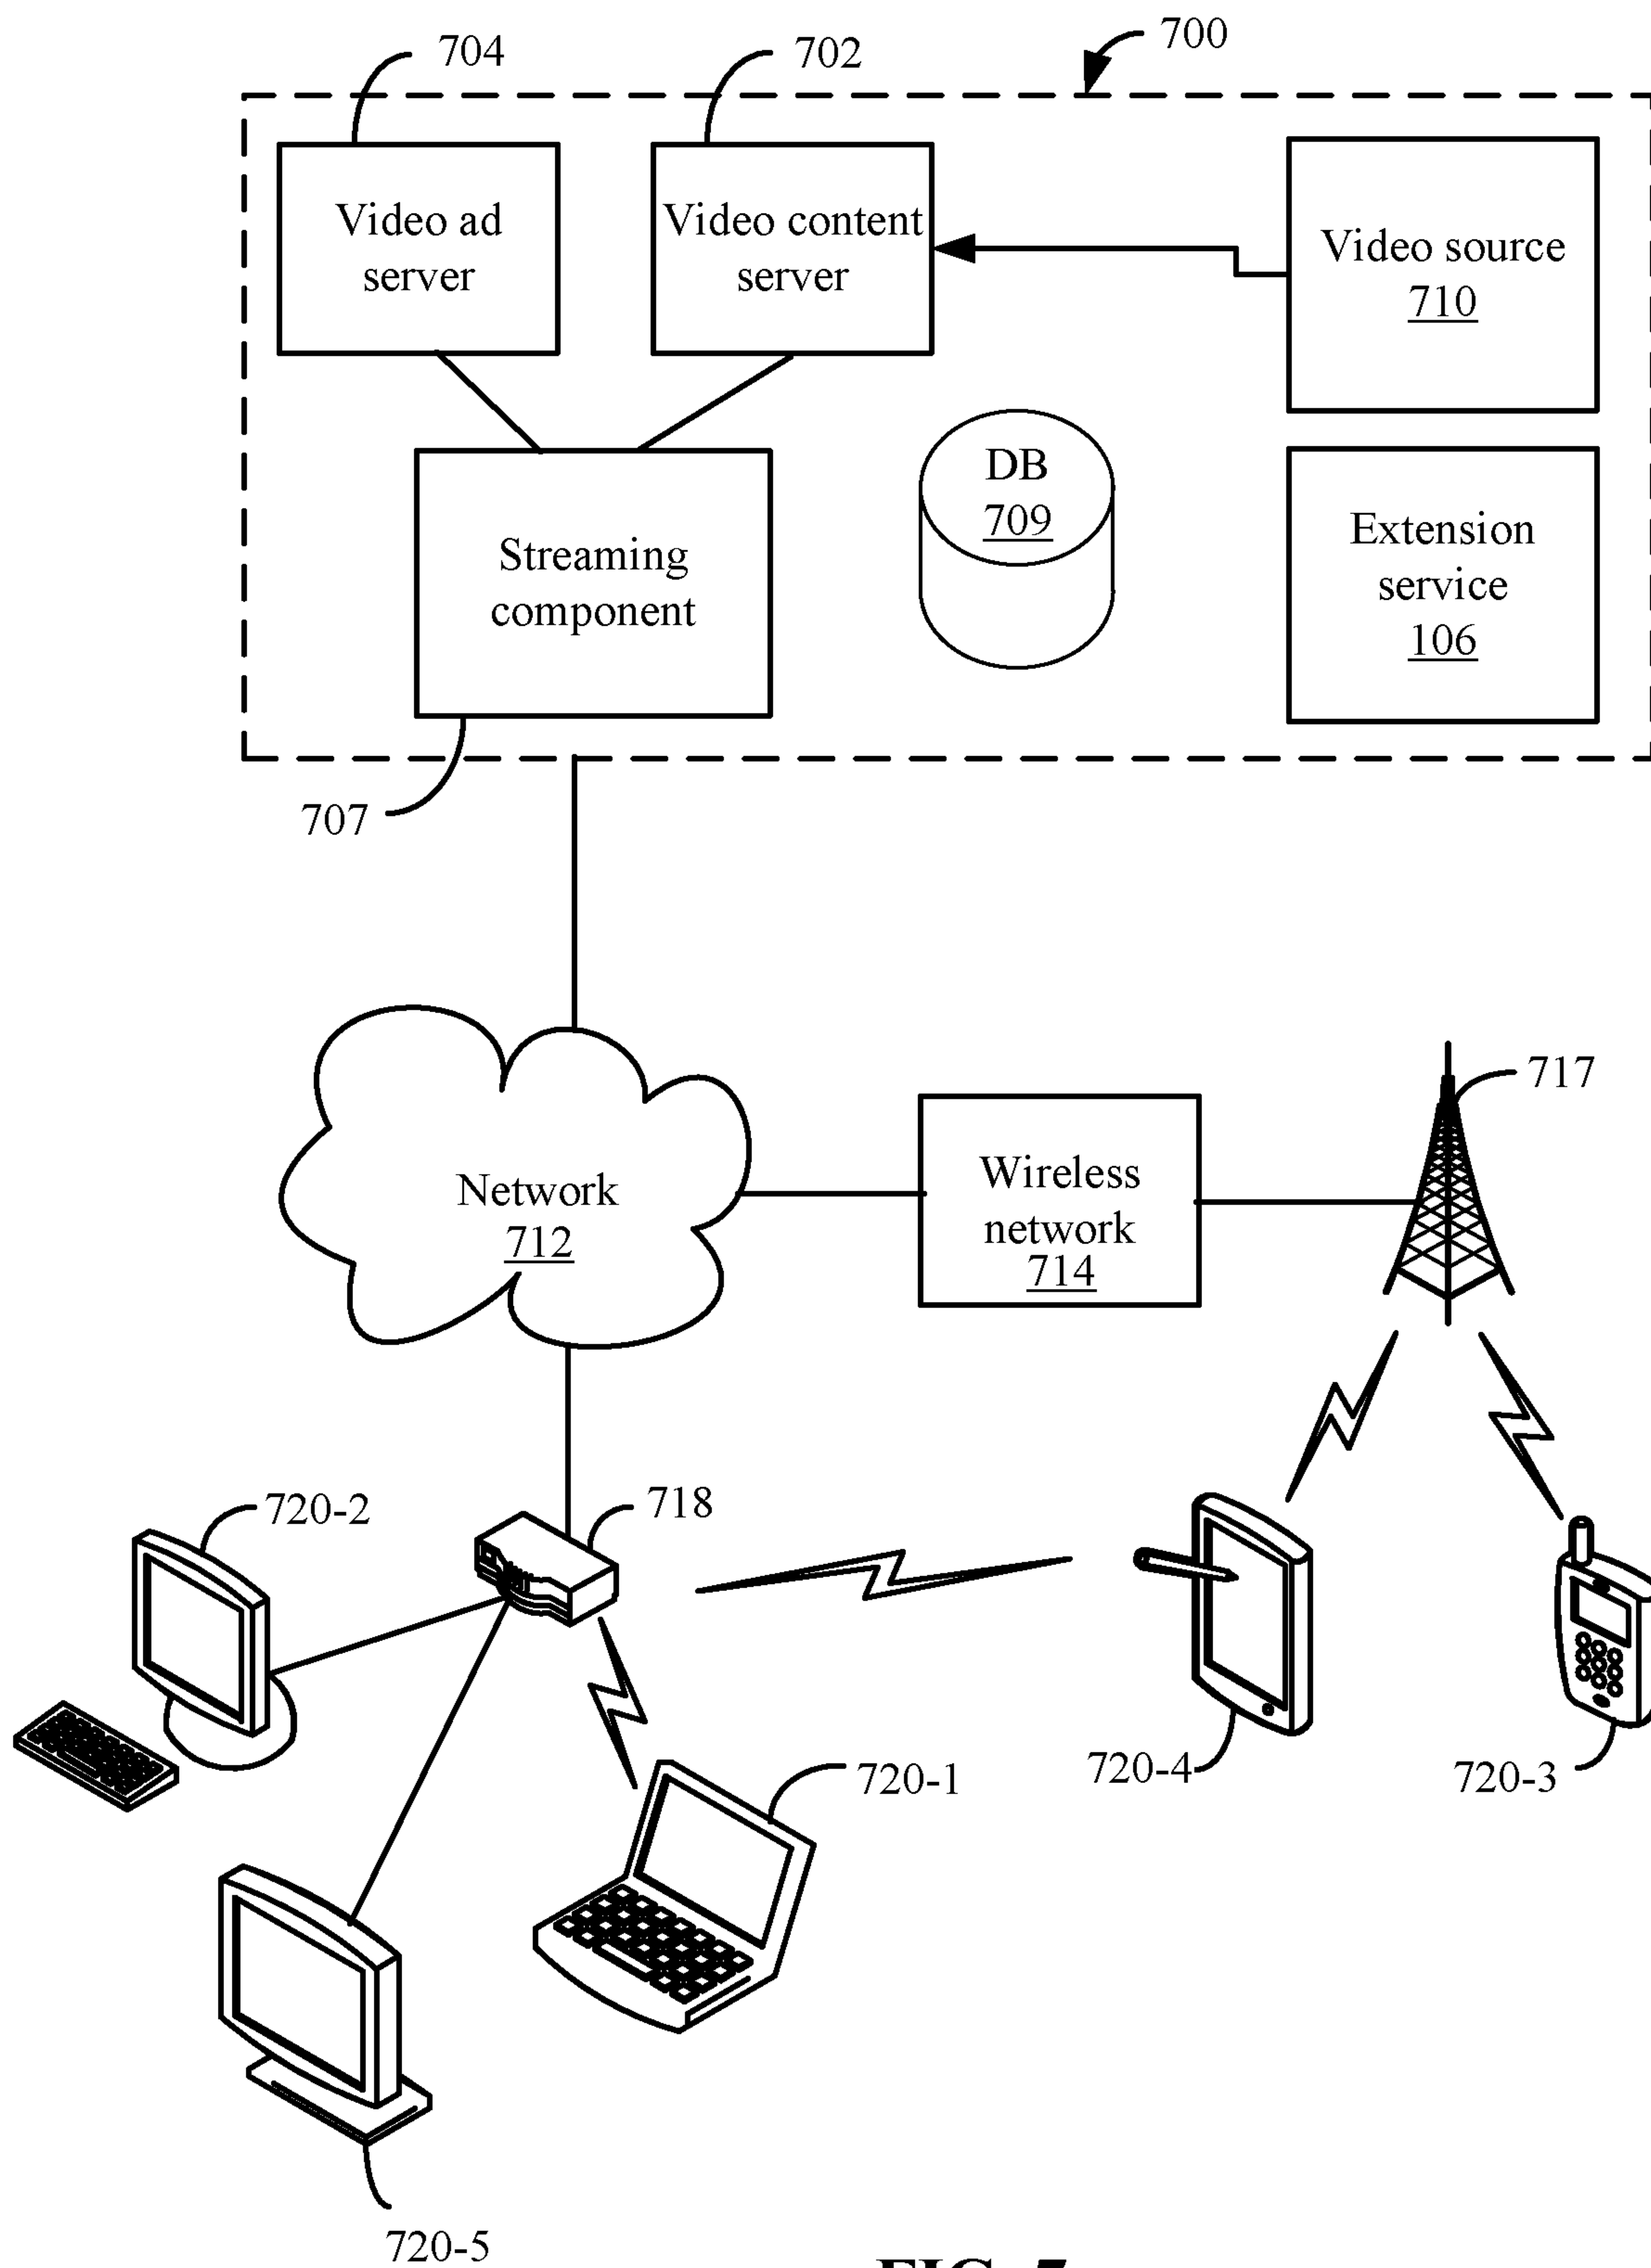 704
702
700
Video ad
server
Video content
server
Video source
710
DB
709
Extension
service
106
Streaming
component
707
717
Network
712
Wireless
network
714
720-2
718
720-1
720-4
720-3
720-5